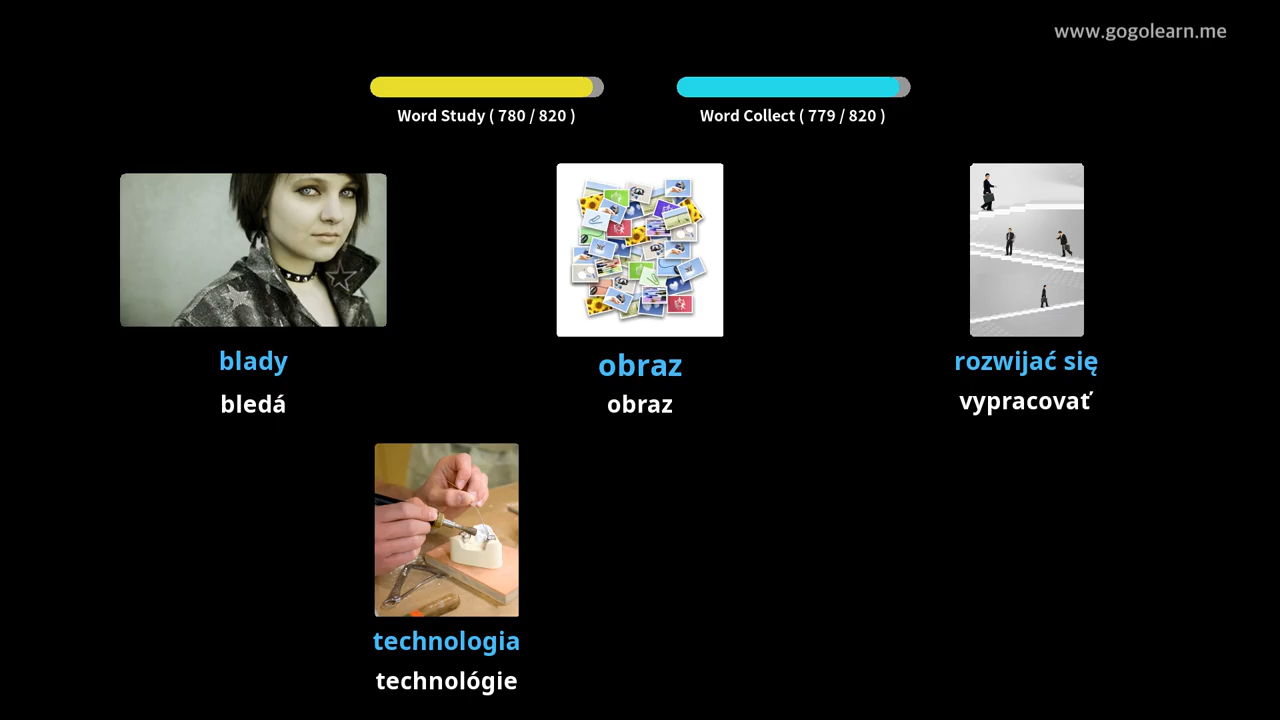 www.gogolearn.me
Word Study ( 780 / 820 )
Word Collect ( 779 / 820 )
blady
bledá
obraz
obraz
rozwijać się
vypracovať
technologia
technológie